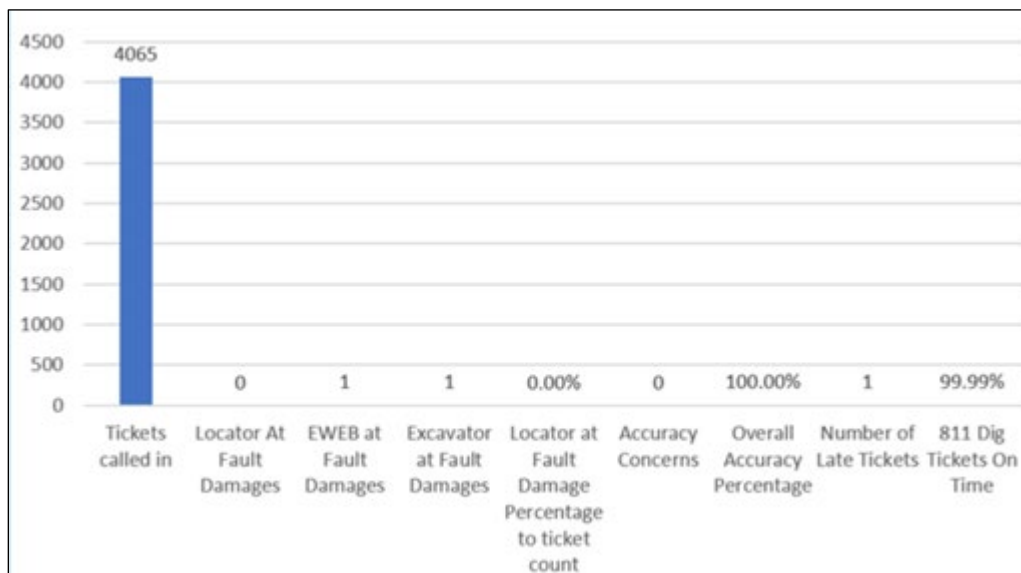 4500
4065
4000
3500
3000
2500
2000
1500
1000
500
0 1 1 0.00% 0 100.00% 1 99.99%
0
Tickets called in
Locator At Fault Damages
EWEB at Fault Damages
Excavator at Fault Damages
Locator at Fault Damage Percentage to ticket count
Accuracy Concerns
Overall Accuracy Percentage
Number of Late Tickets
811 Dig Tickets On Time